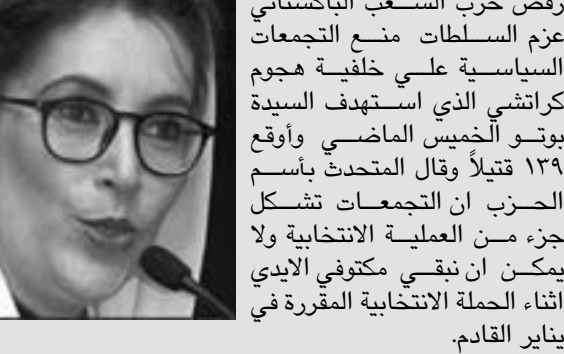 رفض حزب الشعب الباكستاني
عزم السلطات منع التجمعات
السياسية على خلفية هجوم
كراتشي الذي استهدف السيدة
بوتو الخميس الماضي وأوقع
١٣٩ قتيلاً وقال المتحدث بأسم
الحزب ان التجمعات تشكل
جزء من العملية الانتخابية ولا
يمكن ان نبقى مكتوفي الايدي
اثناء الحملة الانتخابية المقررة في
يناير القادم.